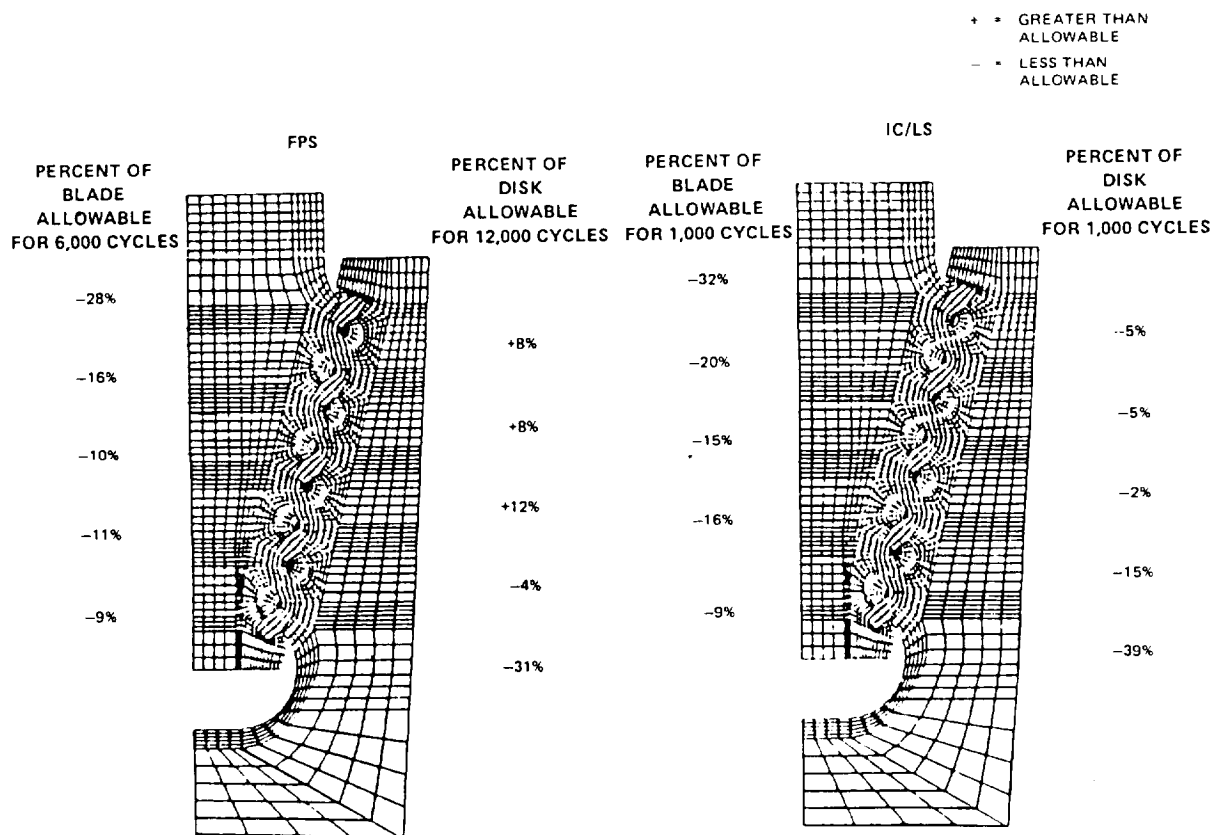 + = GREATER THAN
ALLOWABLE
– = LESS THAN
ALLOWABLE
FPS
PERCENT OF
BLADE
ALLOWABLE
FOR 6,000 CYCLES
–28%
–16%
–10%
–11%
–9%
PERCENT OF
DISK
ALLOWABLE
FOR 12,000 CYCLES
+8%
+8%
+12%
–4%
–31%
IC/LS
PERCENT OF
BLADE
ALLOWABLE
FOR 1,000 CYCLES
–32%
–20%
–15%
–16%
–9%
PERCENT OF
DISK
ALLOWABLE
FOR 1,000 CYCLES
–5%
–5%
–2%
–15%
–39%